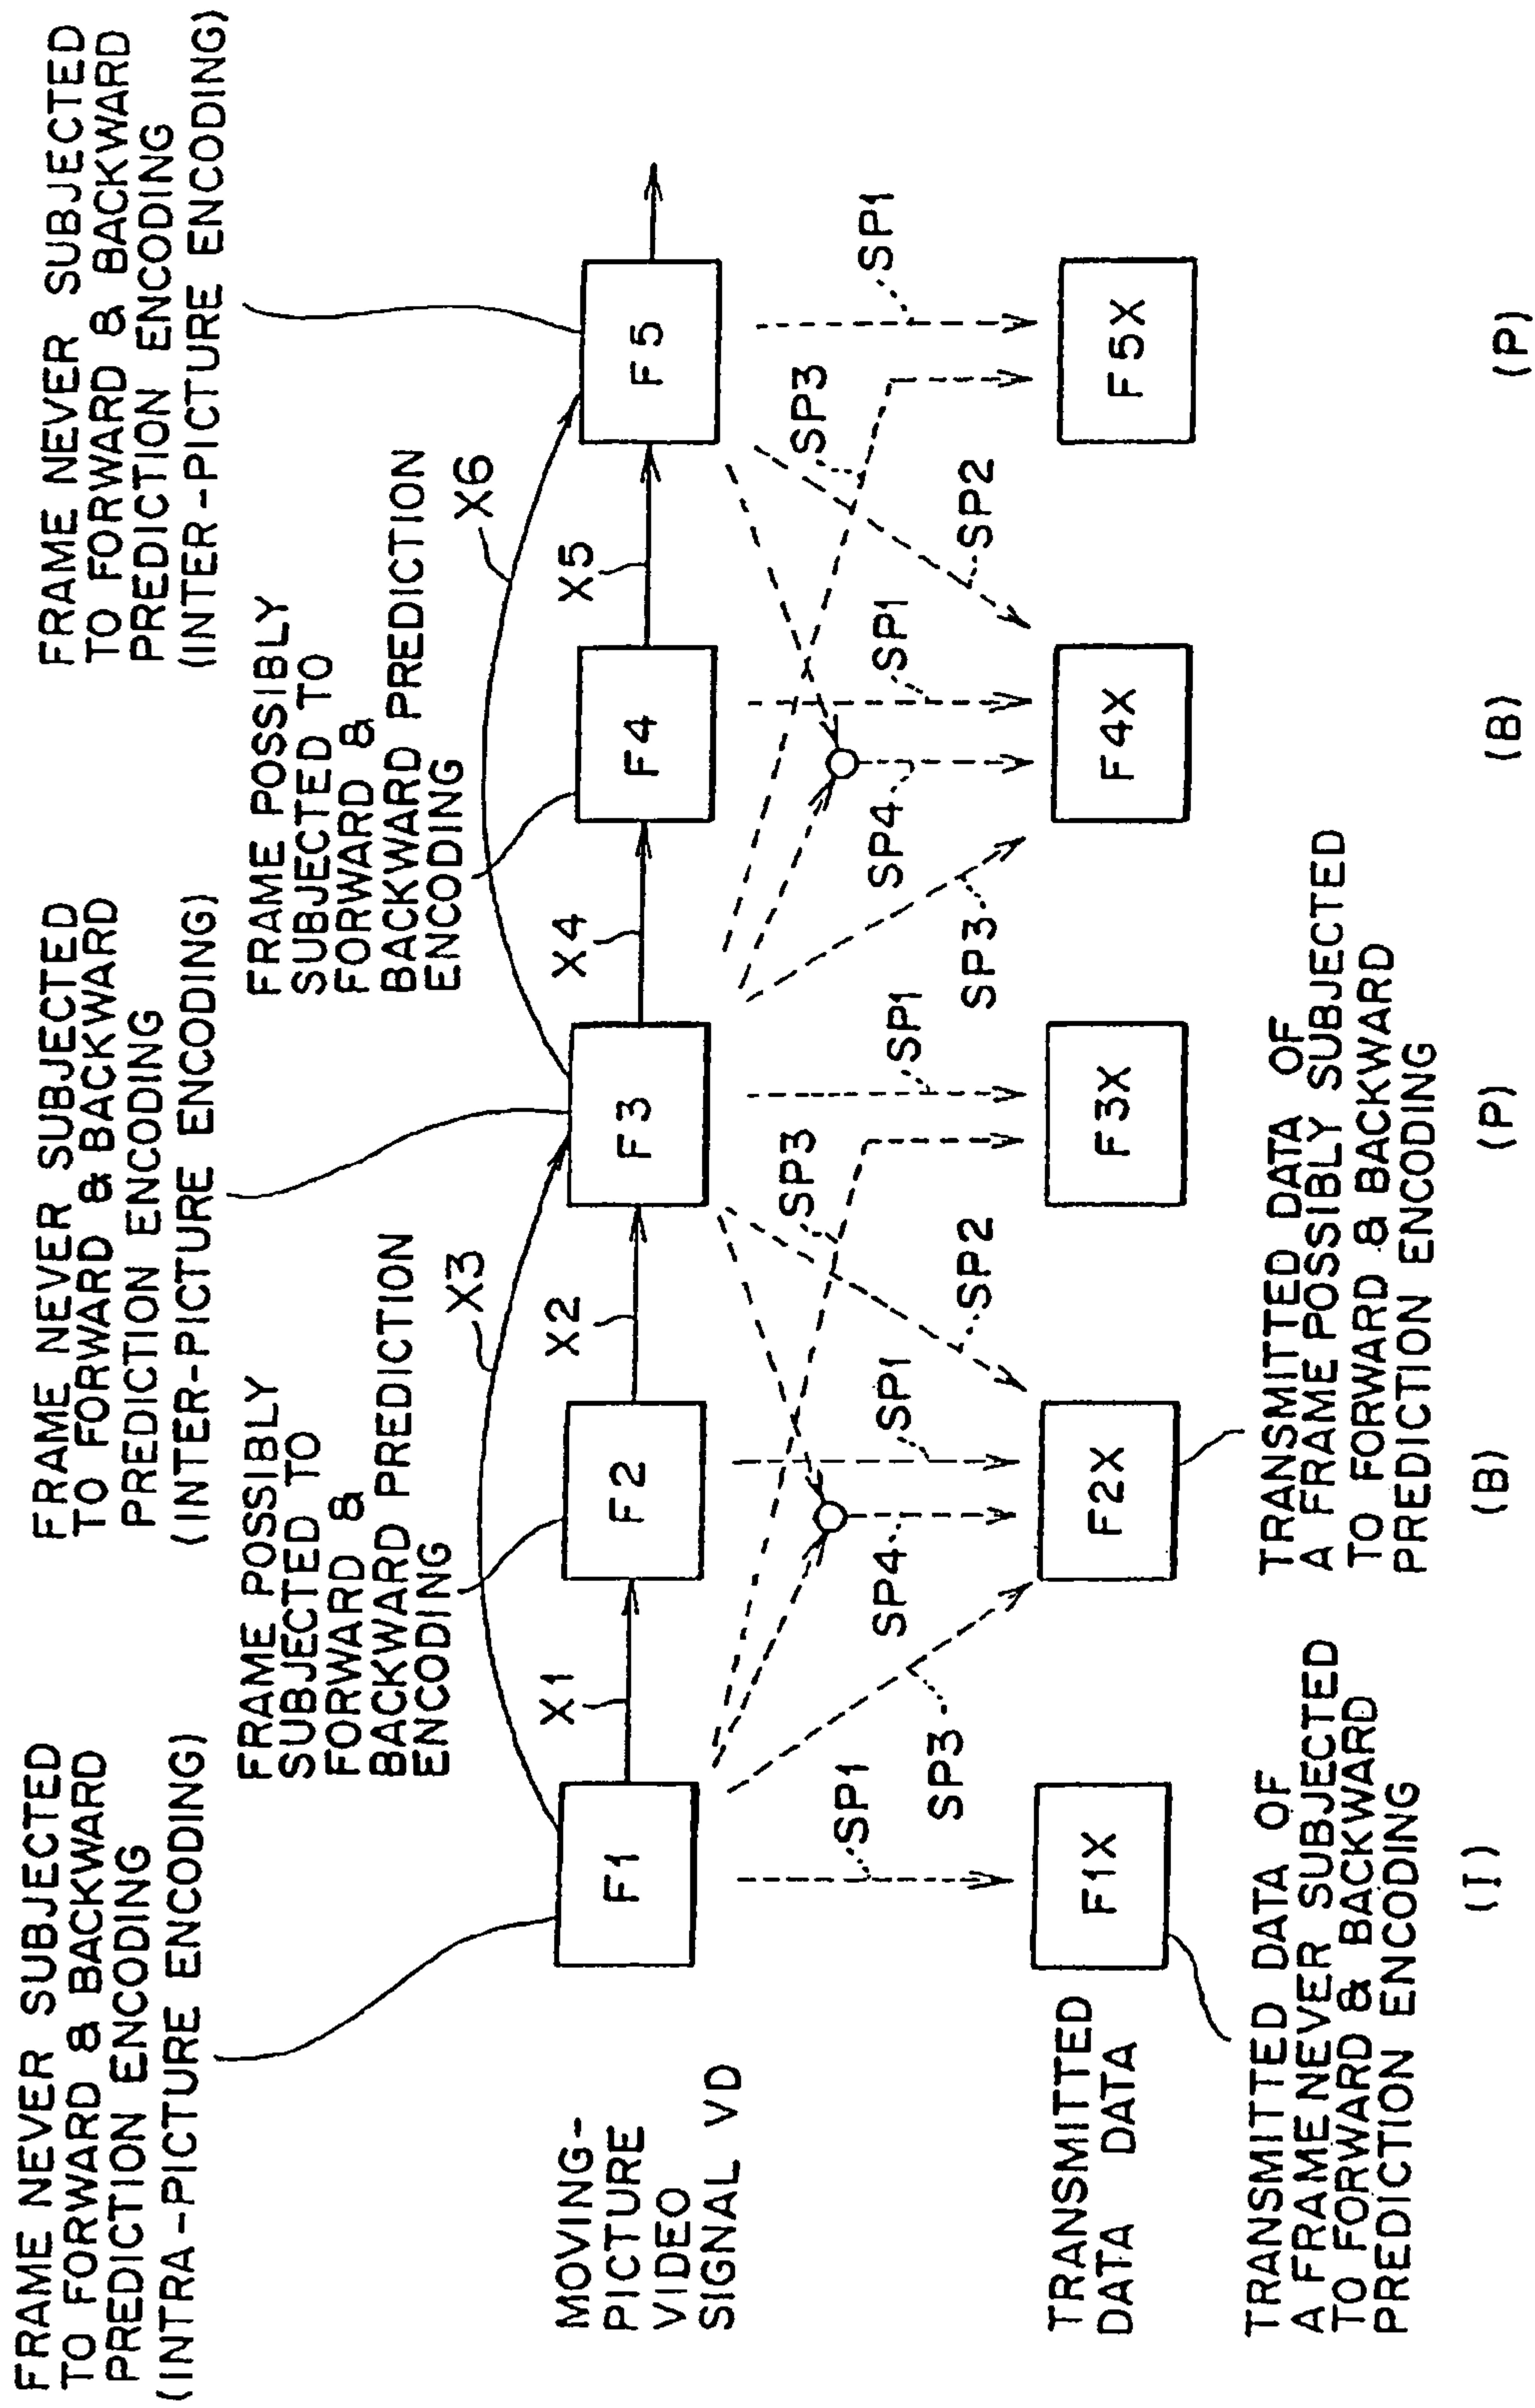 FRAME NEVER SUBJECTED
TO FORWARD & BACKWARD
PREDICTION ENCODING
(INTRA-PICTURE ENCODING)
FRAME NEVER SUBJECTED
TO FORWARD & BACKWARD
PREDICTION ENCODING
(INTER-PICTURE ENCODING)
FRAME NEVER SUBJECTED
TO FORWARD & BACKWARD
PREDICTION ENCODING
(INTER-PICTURE ENCODING)
FRAME POSSIBLY
SUBJECTED TO
FORWARD &
BACKWARD PREDICTION
ENCODING
FRAME POSSIBLY
SUBJECTED TO
FORWARD &
BACKWARD PREDICTION
ENCODING
X3
X6
X1
X2
X4
X5
MOVING-
PICTURE
VIDEO
SIGNAL VD
F1
F2
F3
F4
F5
SP1
SP3
SP4
SP1
SP3
SP2
SP1
SP3
SP4
SP1
SP3
SP2
SP1
TRANSMITTED
DATA DATA
F1X
F2X
F3X
F4X
F5X
TRANSMITTED DATA OF
A FRAME NEVER SUBJECTED
TO FORWARD & BACKWARD
PREDICTION ENCODING
TRANSMITTED DATA OF
A FRAME POSSIBLY SUBJECTED
TO FORWARD & BACKWARD
PREDICTION ENCODING
(I)
(B)
(P)
(B)
(P)